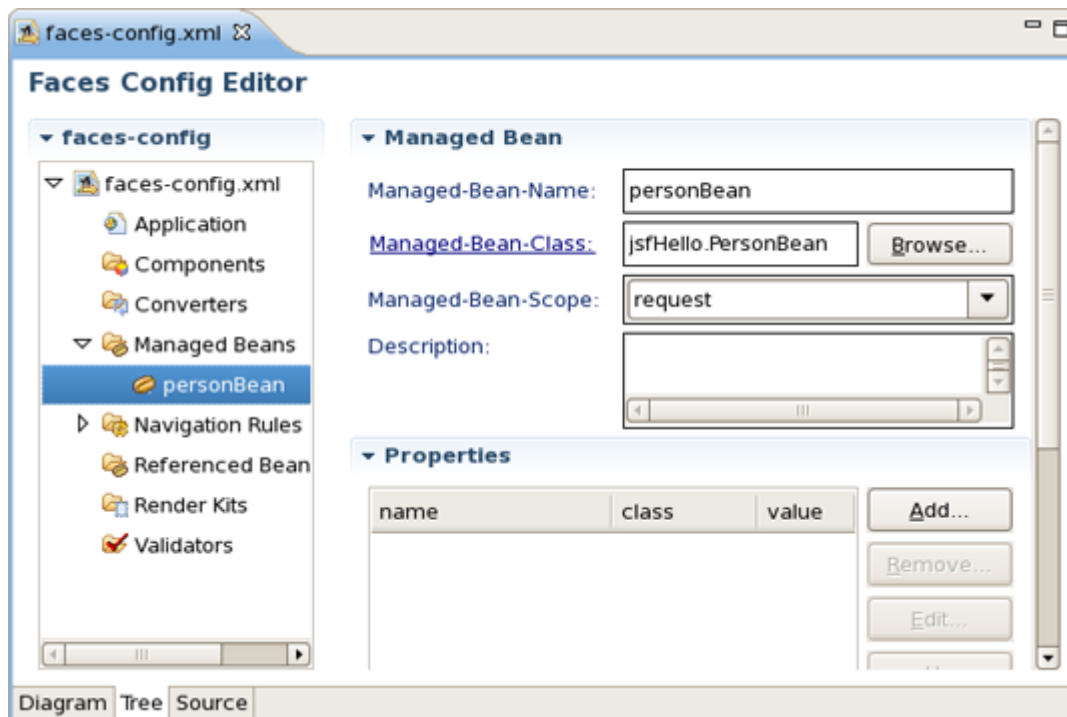 faces-config.xml
Faces Config Editor
faces-config
faces-config.xml
Application
Components
Converters
Managed Beans
personBean
Navigation Rules
Referenced Bean
Render Kits
Validators
Managed Bean
Managed-Bean-Name: personBean
Managed-Bean-Class: jsfHello.PersonBean Browse...
Managed-Bean-Scope: request
Description:
Properties
name class value
Add...
Remove...
Edit...
Diagram Tree Source